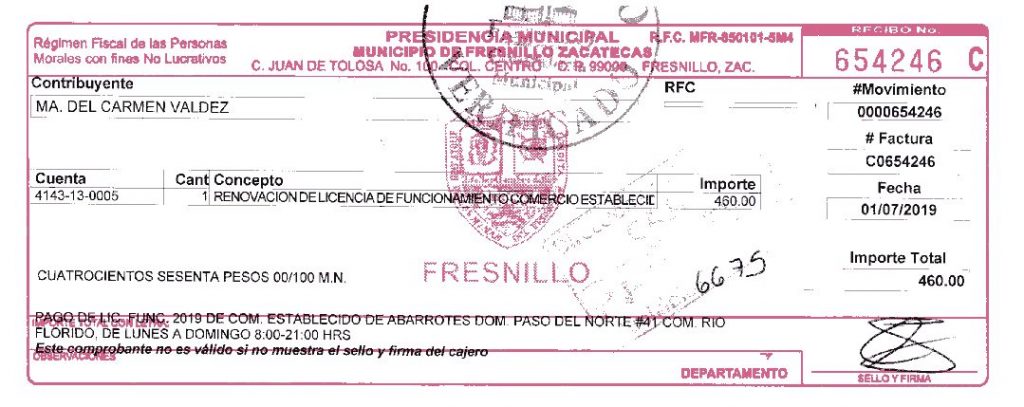 Régimen Fiscal de las Personas
Morales con fines No Lucrativos
PRESIDENCIA MUNICIPAL
MUNICIPIO DE FRESNILLO ZACATECAS
C. JUAN DE TOLOSA No. 100 COL. CENTRO C.P. 99000 FRESNILLO, ZAC.
R.F.C. MFR-850101-5M4
RECIBO No.
654246 C
Municipal
VERIFICADO
Contribuyente
MA. DEL CARMEN VALDEZ
RFC
#Movimiento
0000654246
# Factura
C0654246
Fecha
01/07/2019
Cuenta Cant Concepto Importe
4143-13-0005 1 RENOVACION DE LICENCIA DE FUNCIONAMIENTO COMERCIO ESTABLECID 460.00
FRESNILLO
6675
CUATROCIENTOS SESENTA PESOS 00/100 M.N.
Importe Total
460.00
IMPORTE TOTAL CON LETRA
PAGO DE LIC. FUNC. 2019 DE COM. ESTABLECIDO DE ABARROTES DOM. PASO DEL NORTE #41 COM. RIO
FLORIDO, DE LUNES A DOMINGO 8:00-21:00 HRS
Este comprobante no es válido si no muestra el sello y firma del cajero
OBSERVACIONES
DEPARTAMENTO
SELLO Y FIRMA